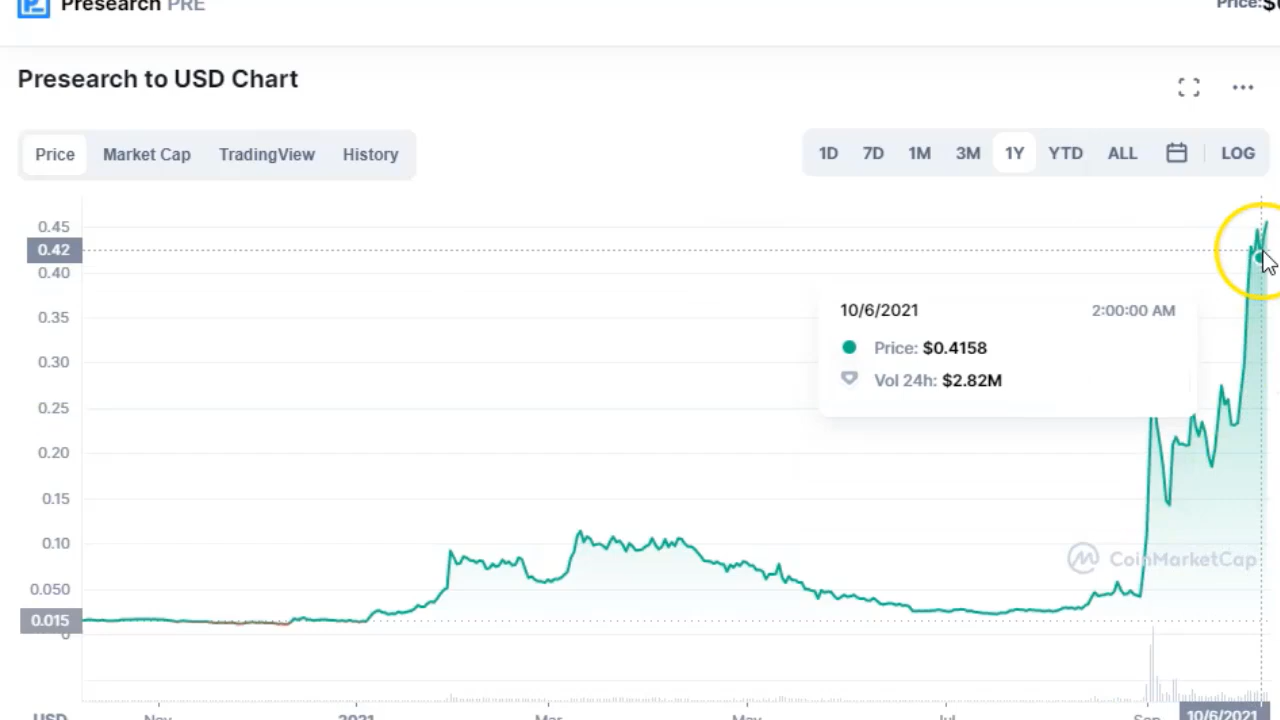 Presearch PRE
Price:
Presearch to USD Chart
Price Market Cap TradingView History
1D 7D 1M 3M 1Y YTD ALL LOG
0.45
0.42
0.40
0.35
0.30
0.25
0.20
0.15
0.10
0.050
0.015
0
10/6/2021 2:00:00 AM
Price: $0.4158
Vol 24h: $2.82M
CoinMarketCap
USD Nov 2021 Mar May Jul Sep 10/6/2021